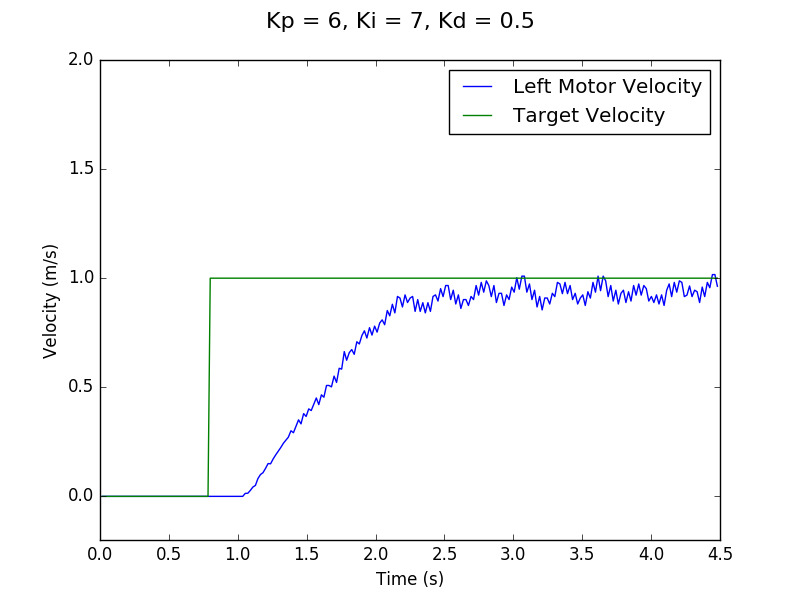 Kp = 6, Ki = 7, Kd = 0.5
Left Motor Velocity
Target Velocity
2.0
1.5
1.0
0.5
0.0
Velocity (m/s)
0.0 0.5 1.0 1.5 2.0 2.5 3.0 3.5 4.0 4.5
Time (s)